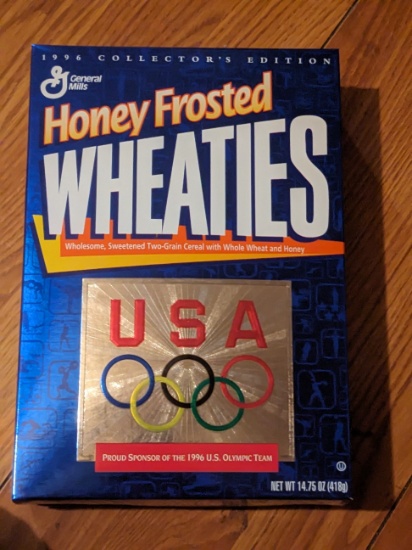 1996 COLLECTOR'S EDITION
G General
Mills
Honey Frosted
WHEATIES
Wholesome, Sweetened Two-Grain Cereal with Whole Wheat and Honey
USA
PROUD SPONSOR OF THE 1996 U.S. OLYMPIC TEAM
NET WT 14.75 OZ (418g)